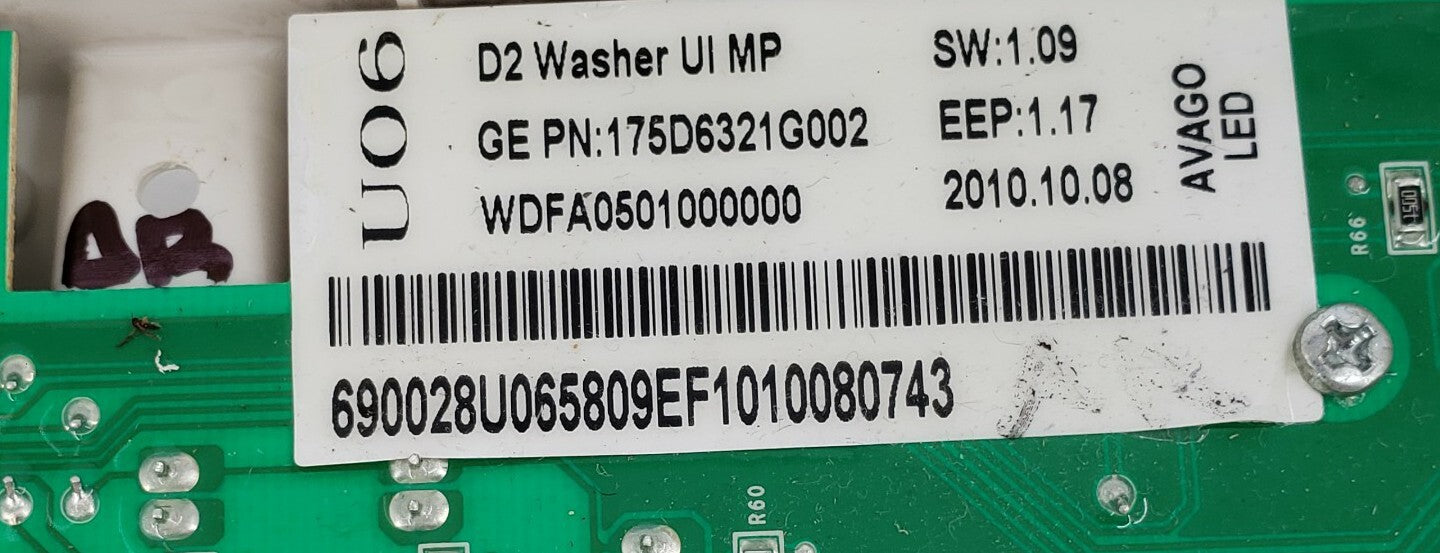 U06
D2 Washer UI MP
SW:1.09
GE PN:175D6321G002
EEP:1.17
WDFA0501000000
2010.10.08
AVAGO
LED
690028U065809EF1010080743
R66
R60